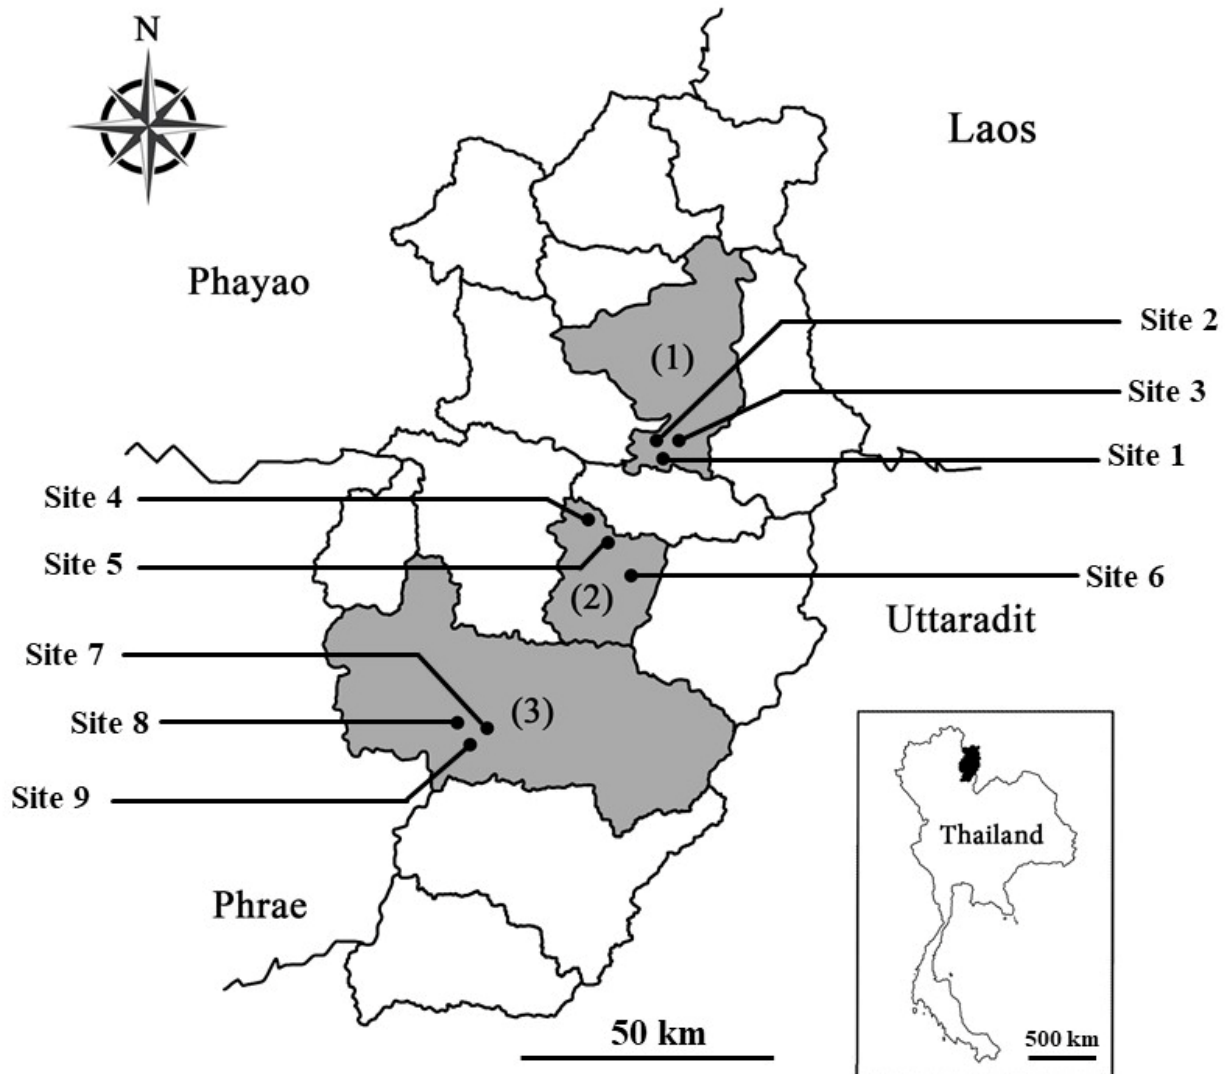 N
Laos
Phayao
Site 2
(1)
Site 3
Site 1
Site 4
Site 5
Site 6
(2)
Uttaradit
Site 7
(3)
Site 8
Site 9
Thailand
Phrae
50 km
500 km